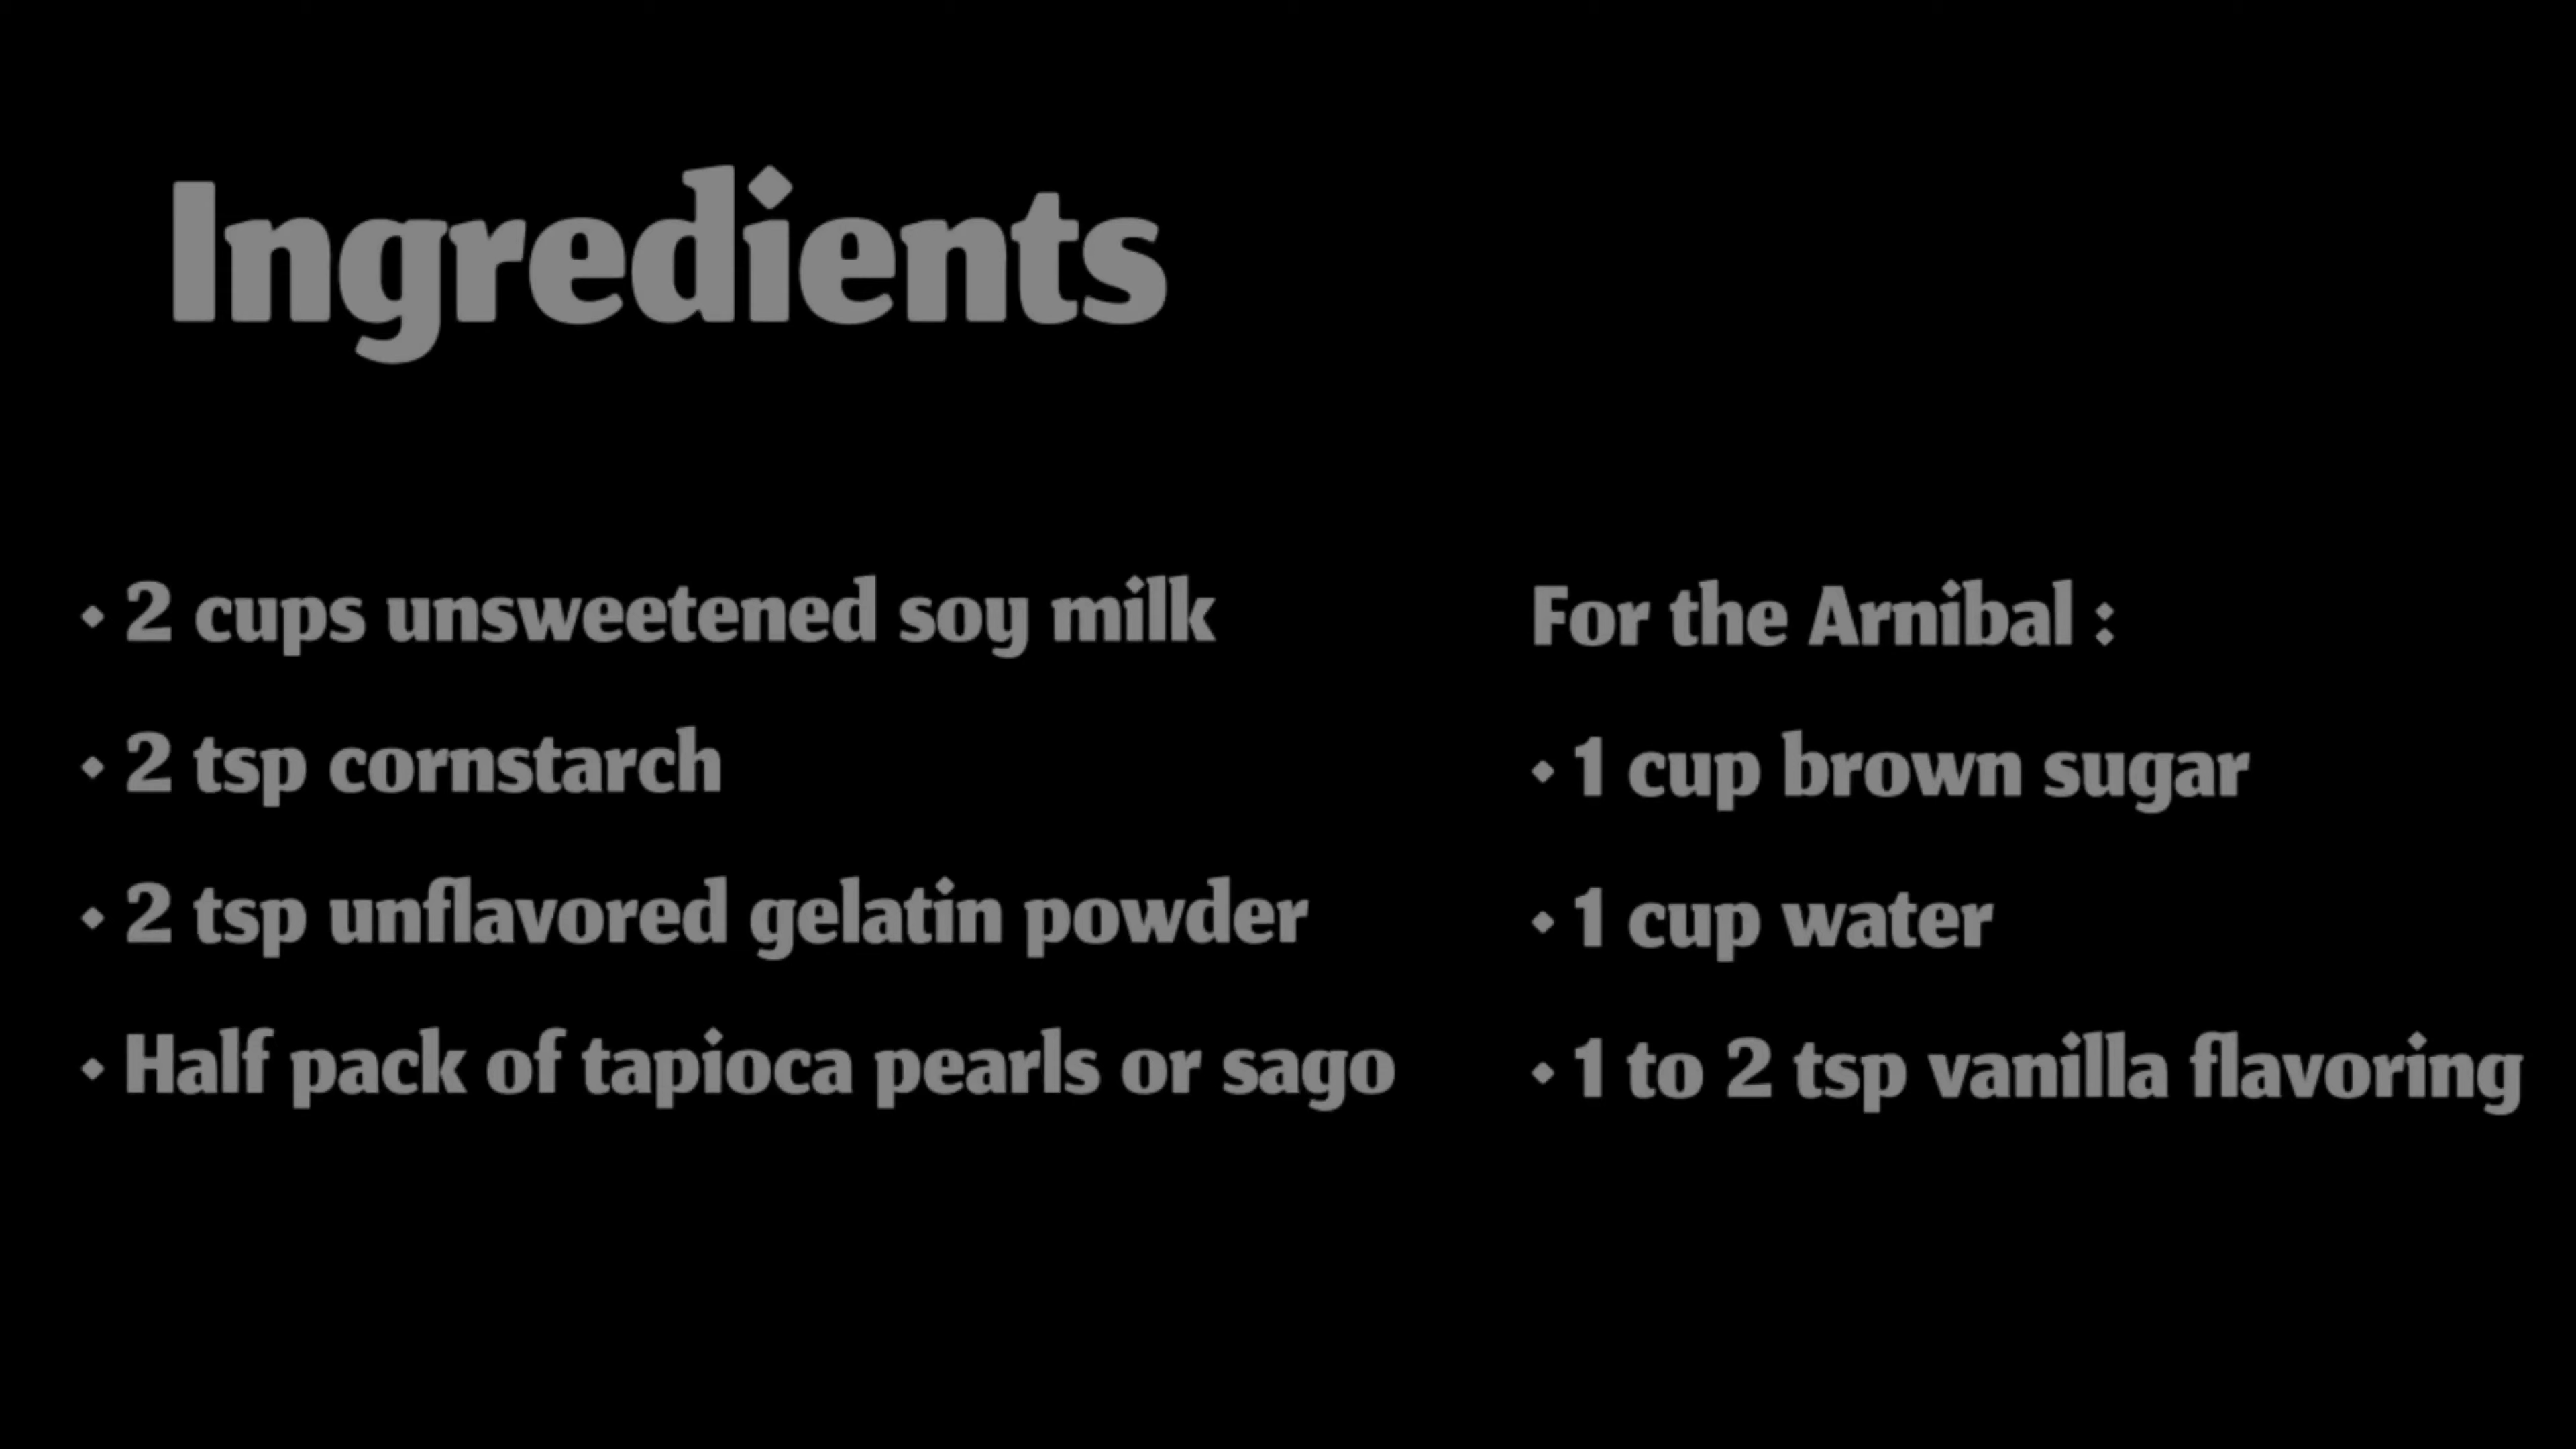 Ingredients
• 2 cups unsweetened soy milk
• 2 tsp cornstarch
• 2 tsp unflavored gelatin powder
• Half pack of tapioca pearls or sago
For the Arnibal :
• 1 cup brown sugar
• 1 cup water
• 1 to 2 tsp vanilla flavoring